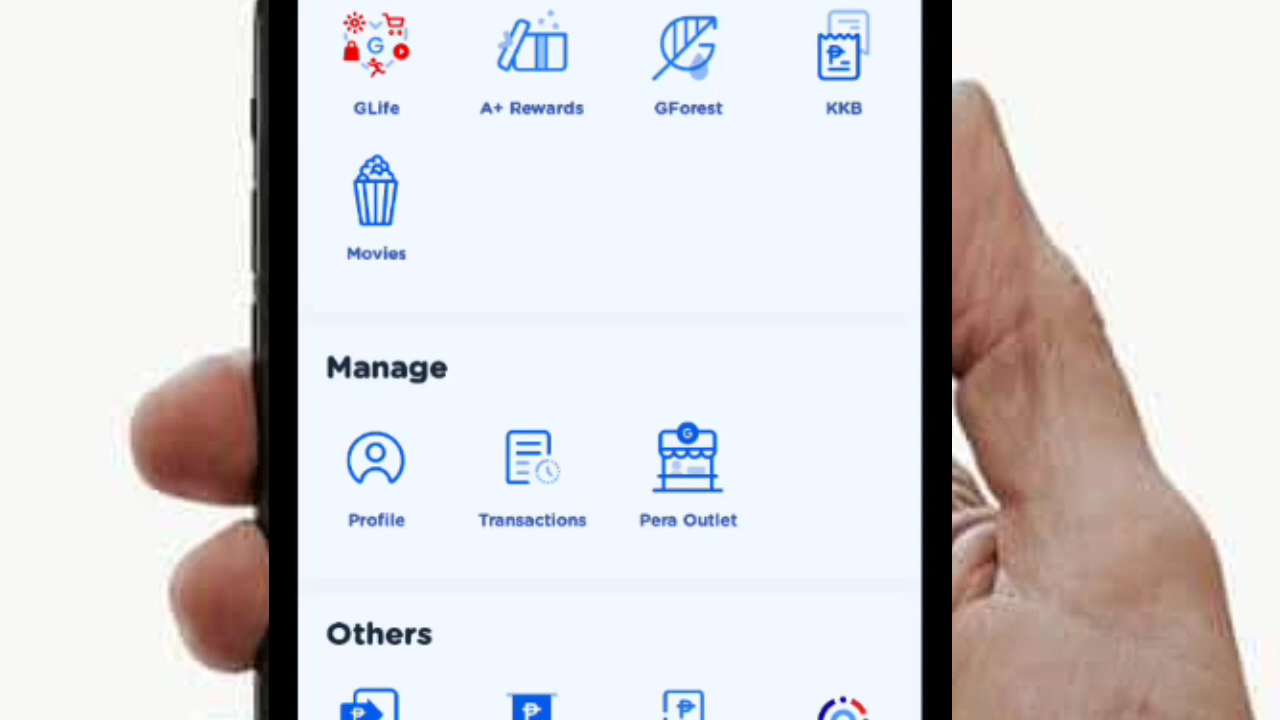 GLife
A+ Rewards
GForest
KKB
Movies
Manage
Profile
Transactions
Pera Outlet
Others